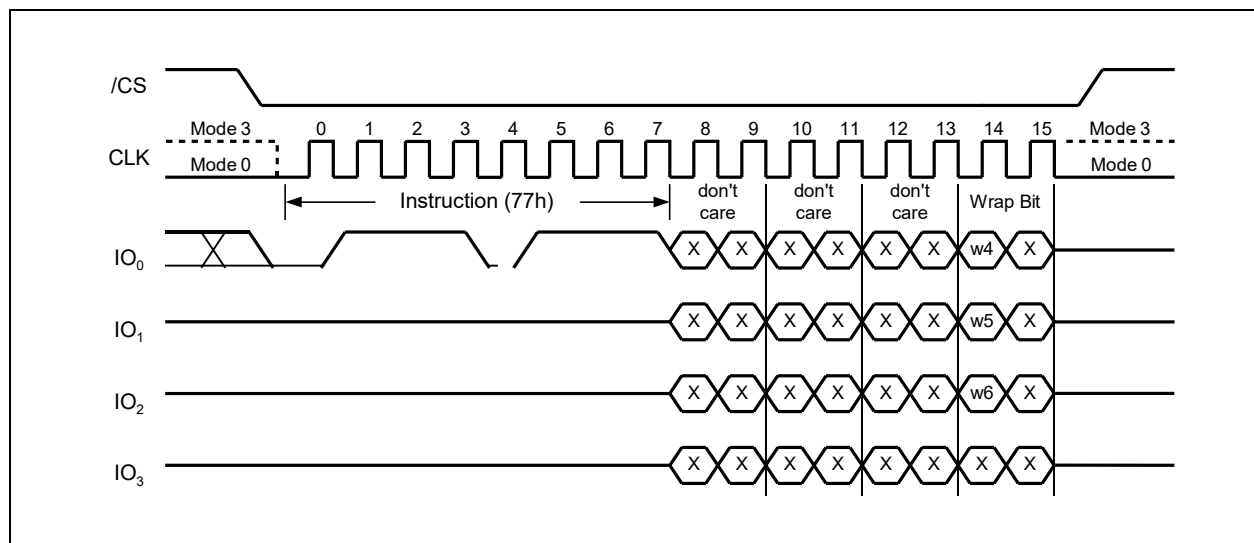 /CS
Mode 3 0 1 2 3 4 5 6 7 8 9 10 11 12 13 14 15 Mode 3
CLK
Mode 0 Mode 0
Instruction (77h) don't care don't care don't care Wrap Bit
IO0 X X X X X X w4 X
IO1 X X X X X X w5 X
IO2 X X X X X X w6 X
IO3 X X X X X X X X